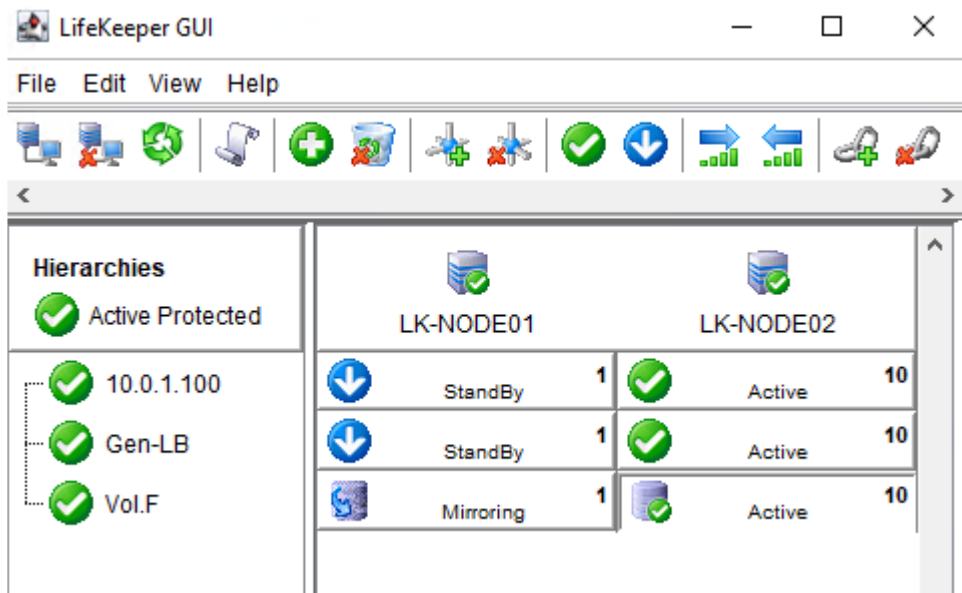 LifeKeeper GUI
File Edit View Help
Hierarchies
Active Protected
LK-NODE01 LK-NODE02
10.0.1.100 StandBy 1 Active 10
Gen-LB StandBy 1 Active 10
Vol.F Mirroring 1 Active 10